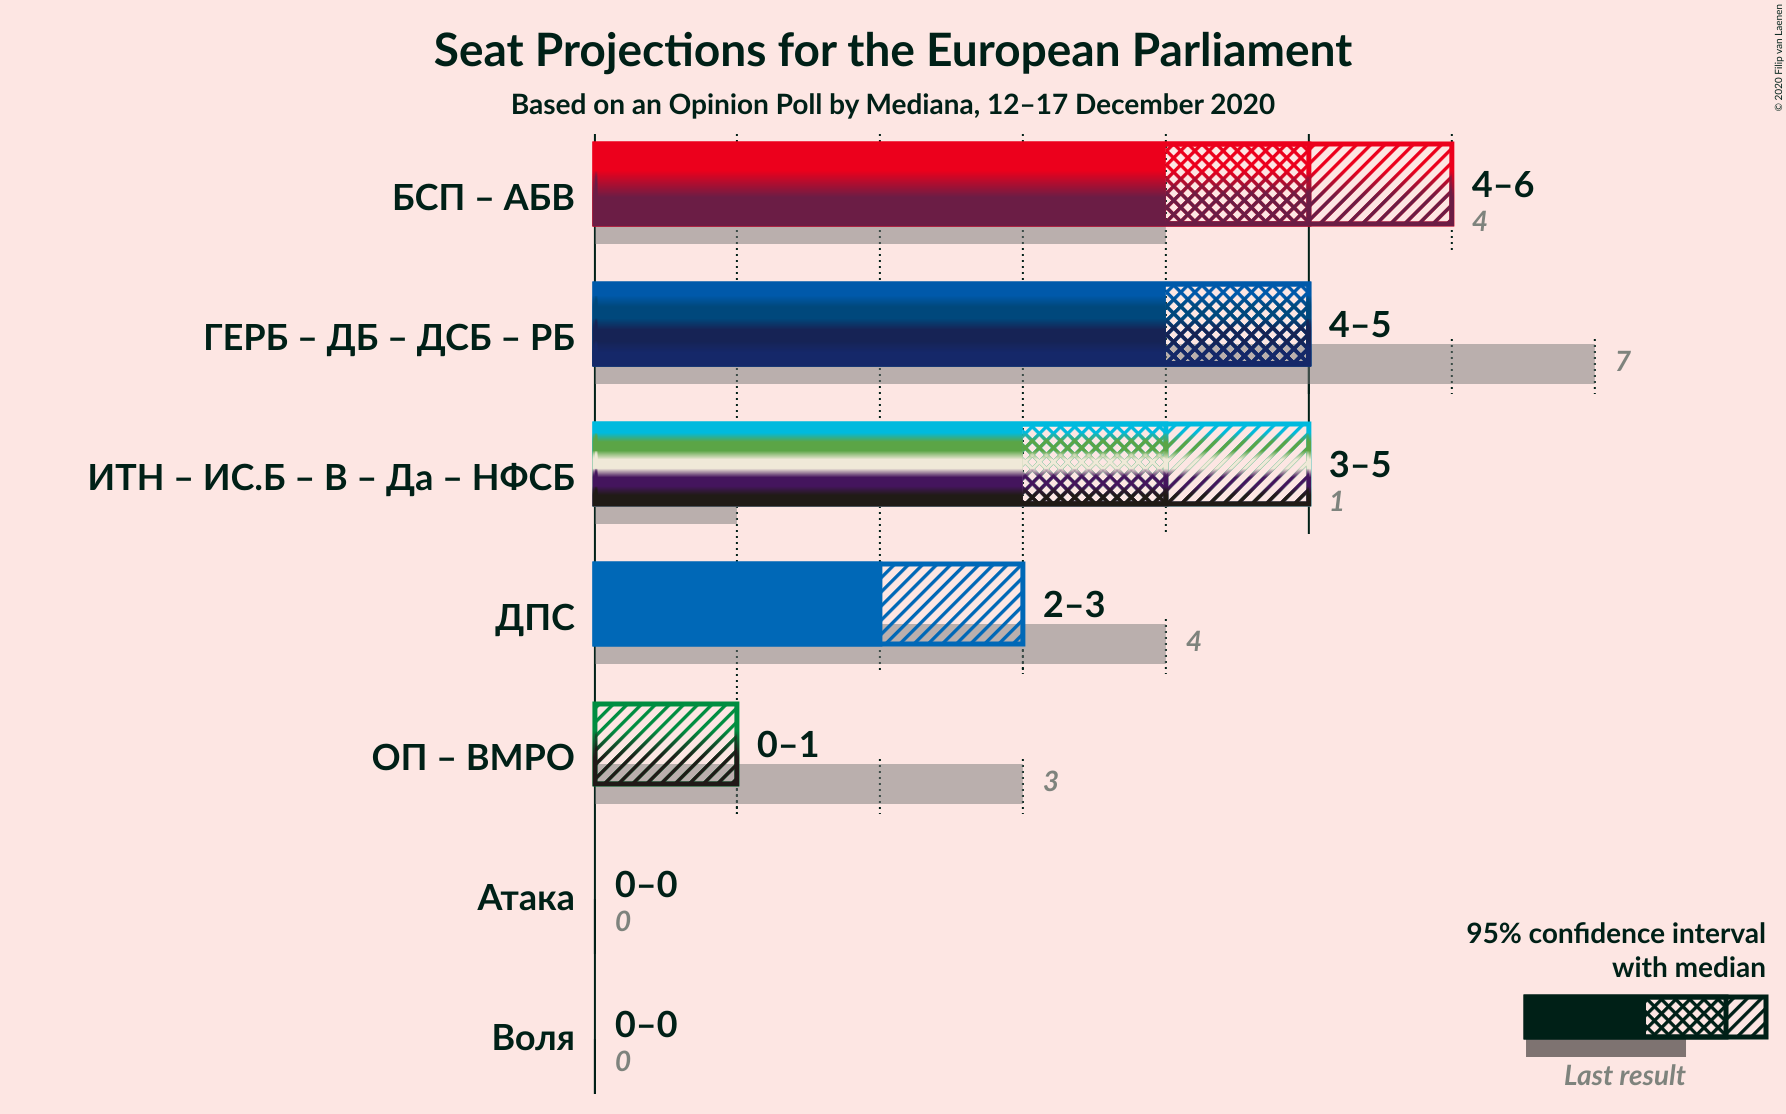 Seat Projections for the European Parliament
Based on an Opinion Poll by Mediana, 12–17 December 2020
© 2020 Filip van Laenen
БСП – АБВ
4–6
4
ГЕРБ – ДБ – ДСБ – РБ
4–5
7
ИТН – ИС.Б – В – Да – НФСБ
3–5
1
ДПС
2–3
4
ОП – ВМРО
0–1
3
Атака
0–0
0
Воля
0–0
0
95% confidence interval
with median
Last result